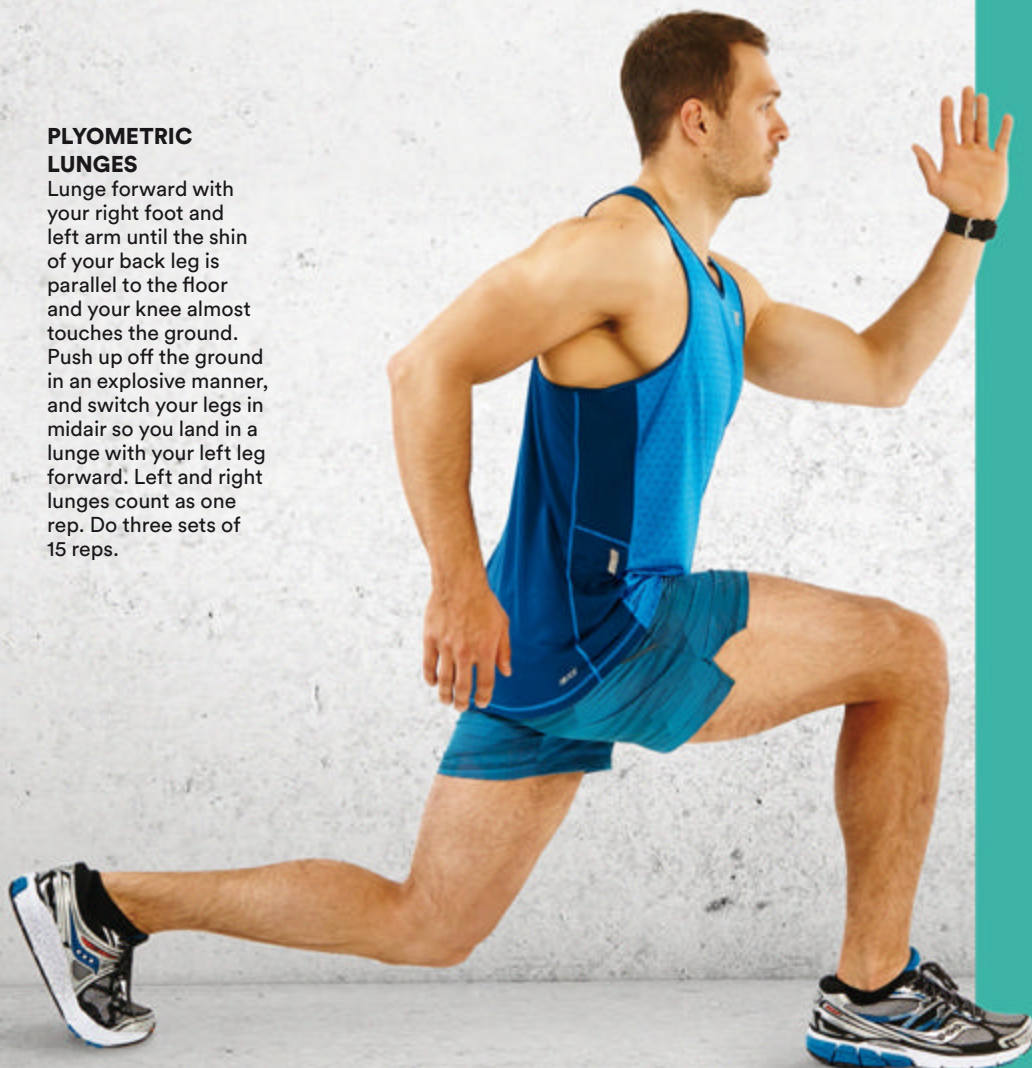 PLYOMETRIC
LUNGES
Lunge forward with
your right foot and
left arm until the shin
of your back leg is
parallel to the floor
and your knee almost
touches the ground.
Push up off the ground
in an explosive manner,
and switch your legs in
midair so you land in a
lunge with your left leg
forward. Left and right
lunges count as one
rep. Do three sets of
15 reps.